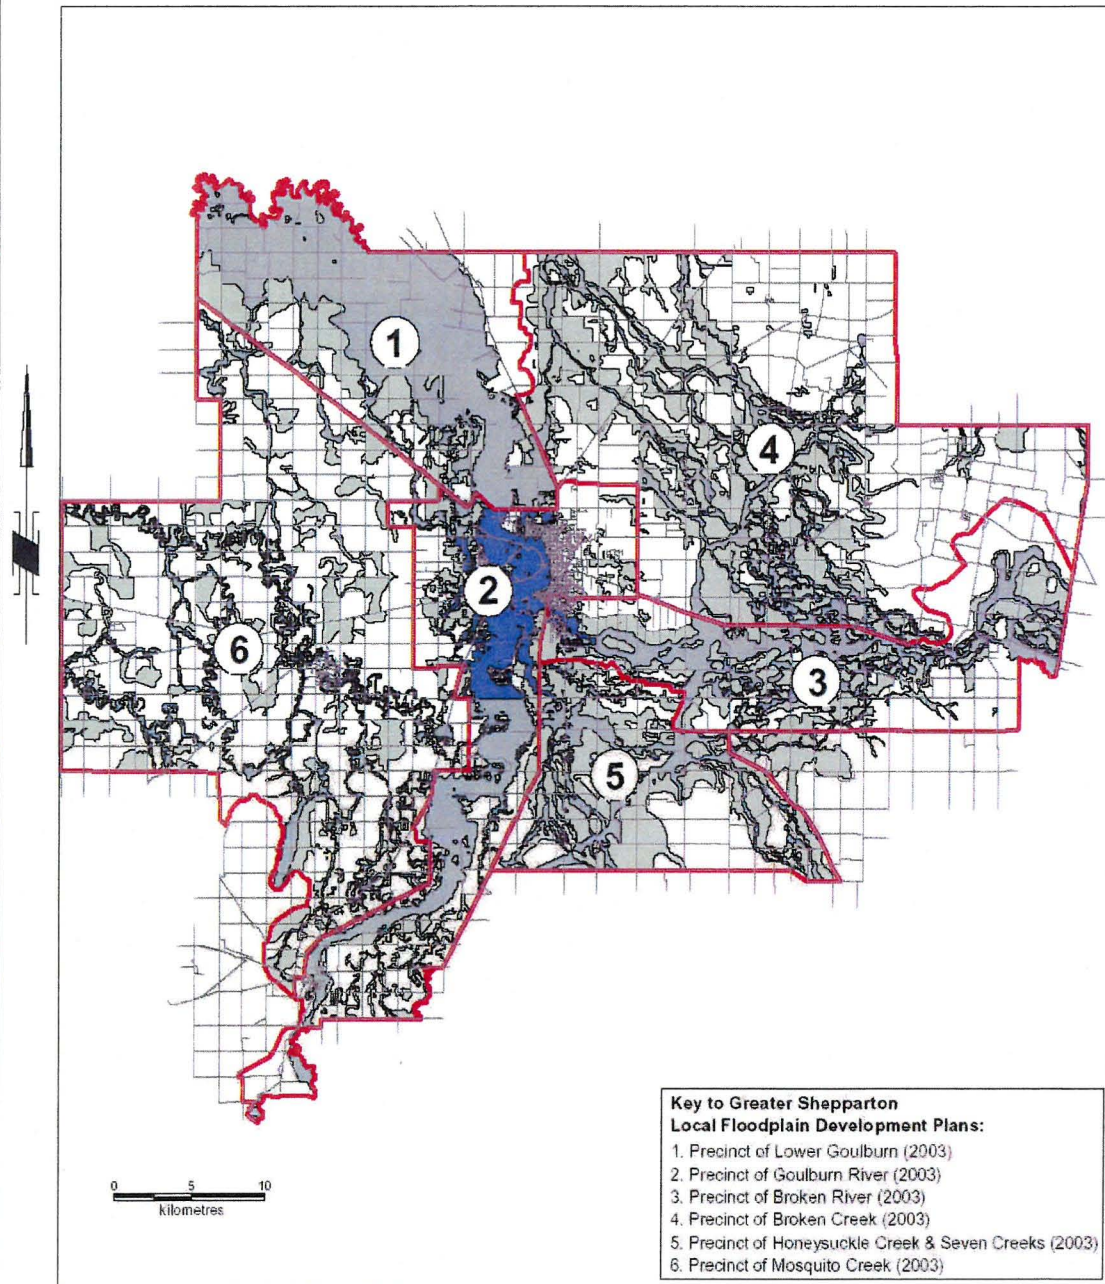 1
4
2
6
3
5
0 5 10
kilometres
Key to Greater Shepparton
Local Floodplain Development Plans:
1. Precinct of Lower Goulburn (2003)
2. Precinct of Goulburn River (2003)
3. Precinct of Broken River (2003)
4. Precinct of Broken Creek (2003)
5. Precinct of Honeysuckle Creek & Seven Creeks (2003)
6. Precinct of Mosquito Creek (2003)